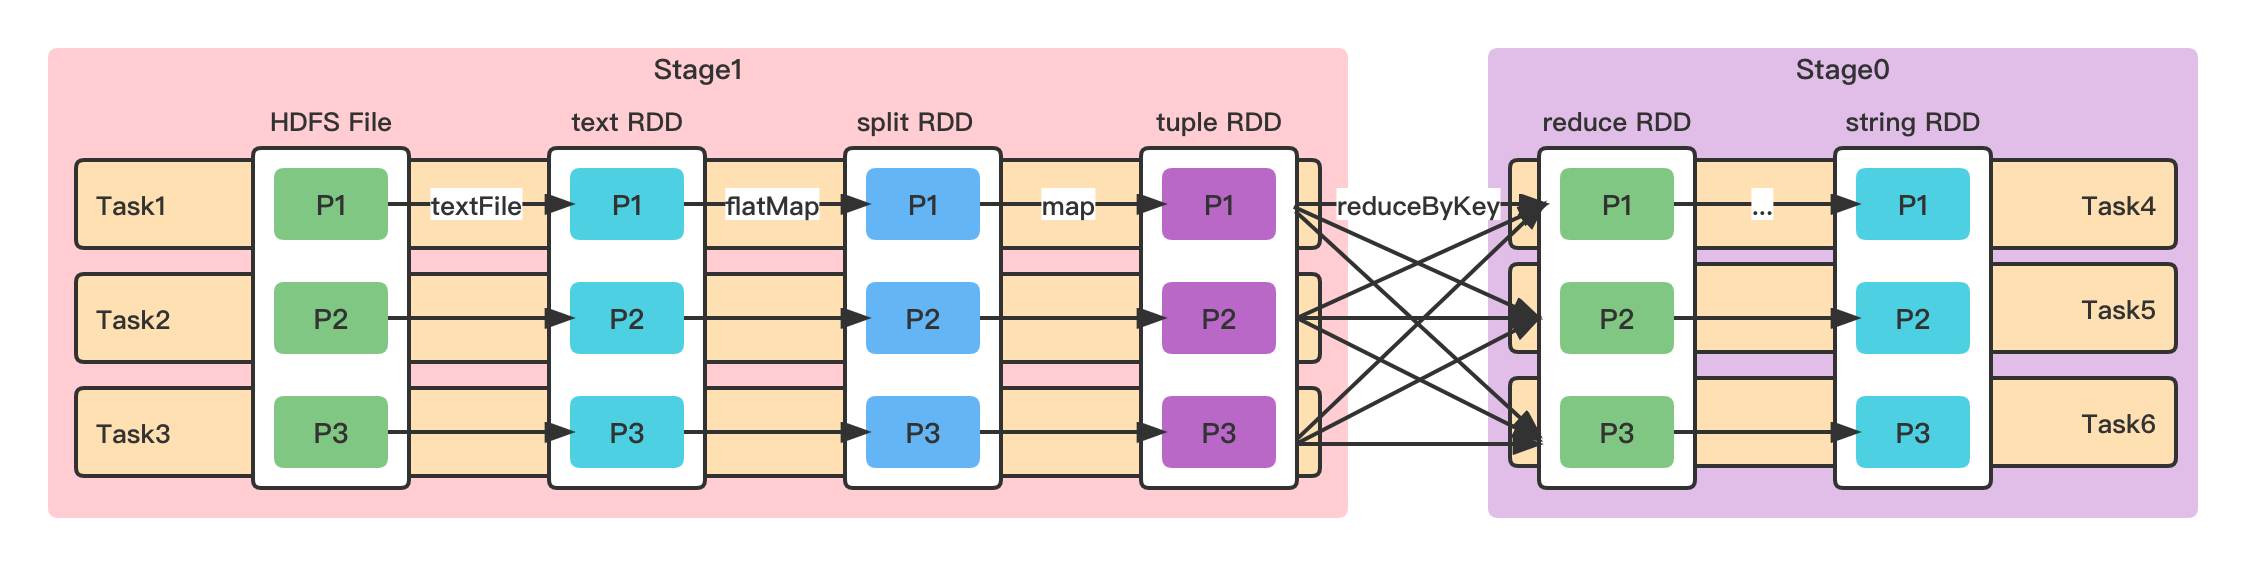 Stage1
Stage0
HDFS File
text RDD
split RDD
tuple RDD
reduce RDD
string RDD
Task1
P1
textFile
P1
flatMap
P1
map
P1
reduceByKey
P1
...
P1
Task4
Task2
P2
P2
P2
P2
P2
P2
Task5
Task3
P3
P3
P3
P3
P3
P3
Task6